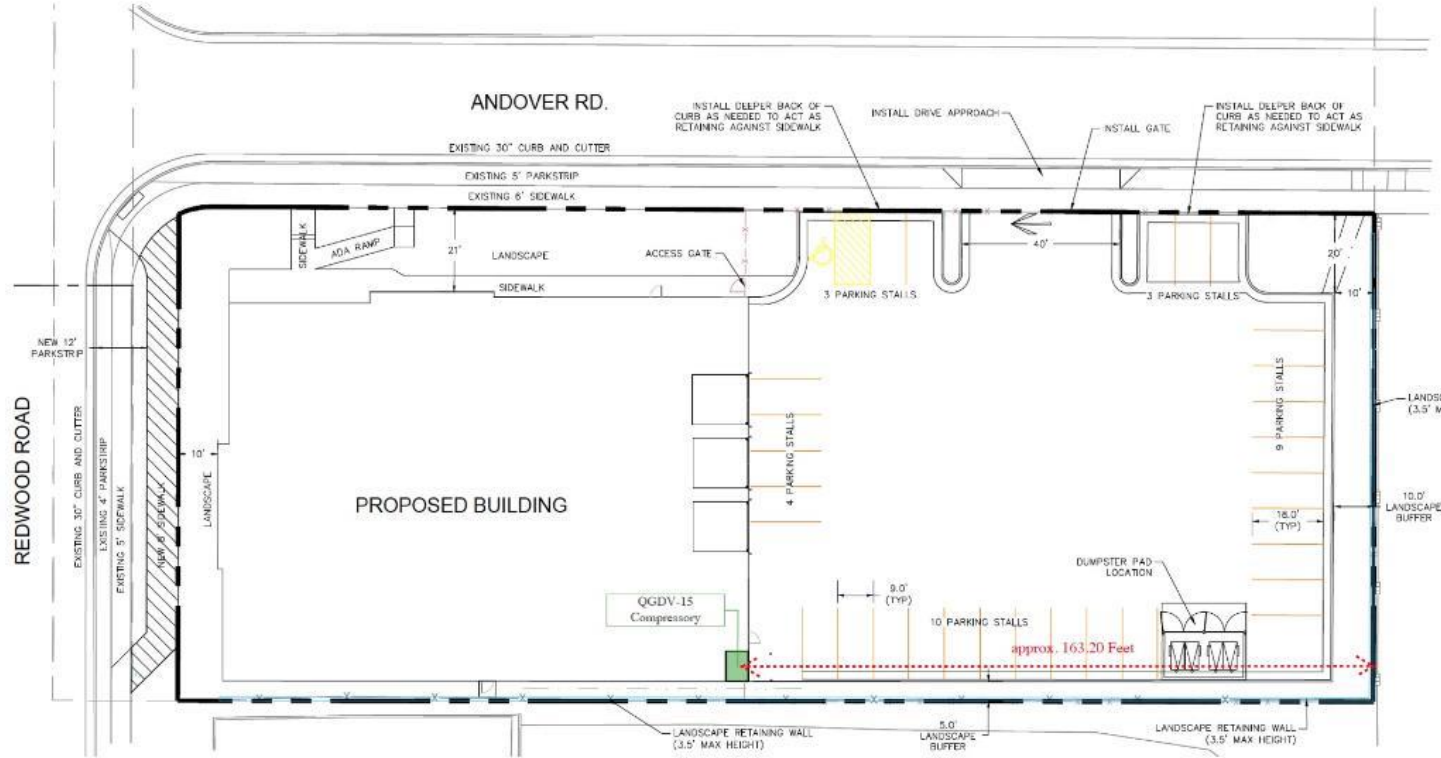 ANDOVER RD.
INSTALL DEEPER BACK OF
CURB AS NEEDED TO ACT AS
RETAINING AGAINST SIDEWALK
INSTALL DRIVE APPROACH
INSTALL GATE
INSTALL DEEPER BACK OF
CURB AS NEEDED TO ACT AS
RETAINING AGAINST SIDEWALK
EXISTING 30" CURB AND CUTTER
EXISTING 5' PARKSTRIP
EXISTING 6' SIDEWALK
SIDEWALK
ADA RAMP
21'
LANDSCAPE
SIDEWALK
ACCESS GATE
3 PARKING STALLS
40'
3 PARKING STALLS
20'
10'
NEW 12'
PARKSTRIP
REDWOOD ROAD
EXISTING 30" CURB AND CUTTER
EXISTING 4' PARKSTRIP
EXISTING 5' SIDEWALK
NEW 6' SIDEWALK
10'
LANDSCAPE
PROPOSED BUILDING
4 PARKING STALLS
9 PARKING STALLS
LANDSC
(3.5' M
10.0'
LANDSCAPE
BUFFER
18.0'
(TYP)
DUMPSTER PAD
LOCATION
9.0'
(TYP)
QGDV-15
Compressory
10 PARKING STALLS
approx. 163.20 Feet
LANDSCAPE RETAINING WALL
(3.5' MAX HEIGHT)
5.0'
LANDSCAPE
BUFFER
LANDSCAPE RETAINING WALL
(3.5' MAX HEIGHT)